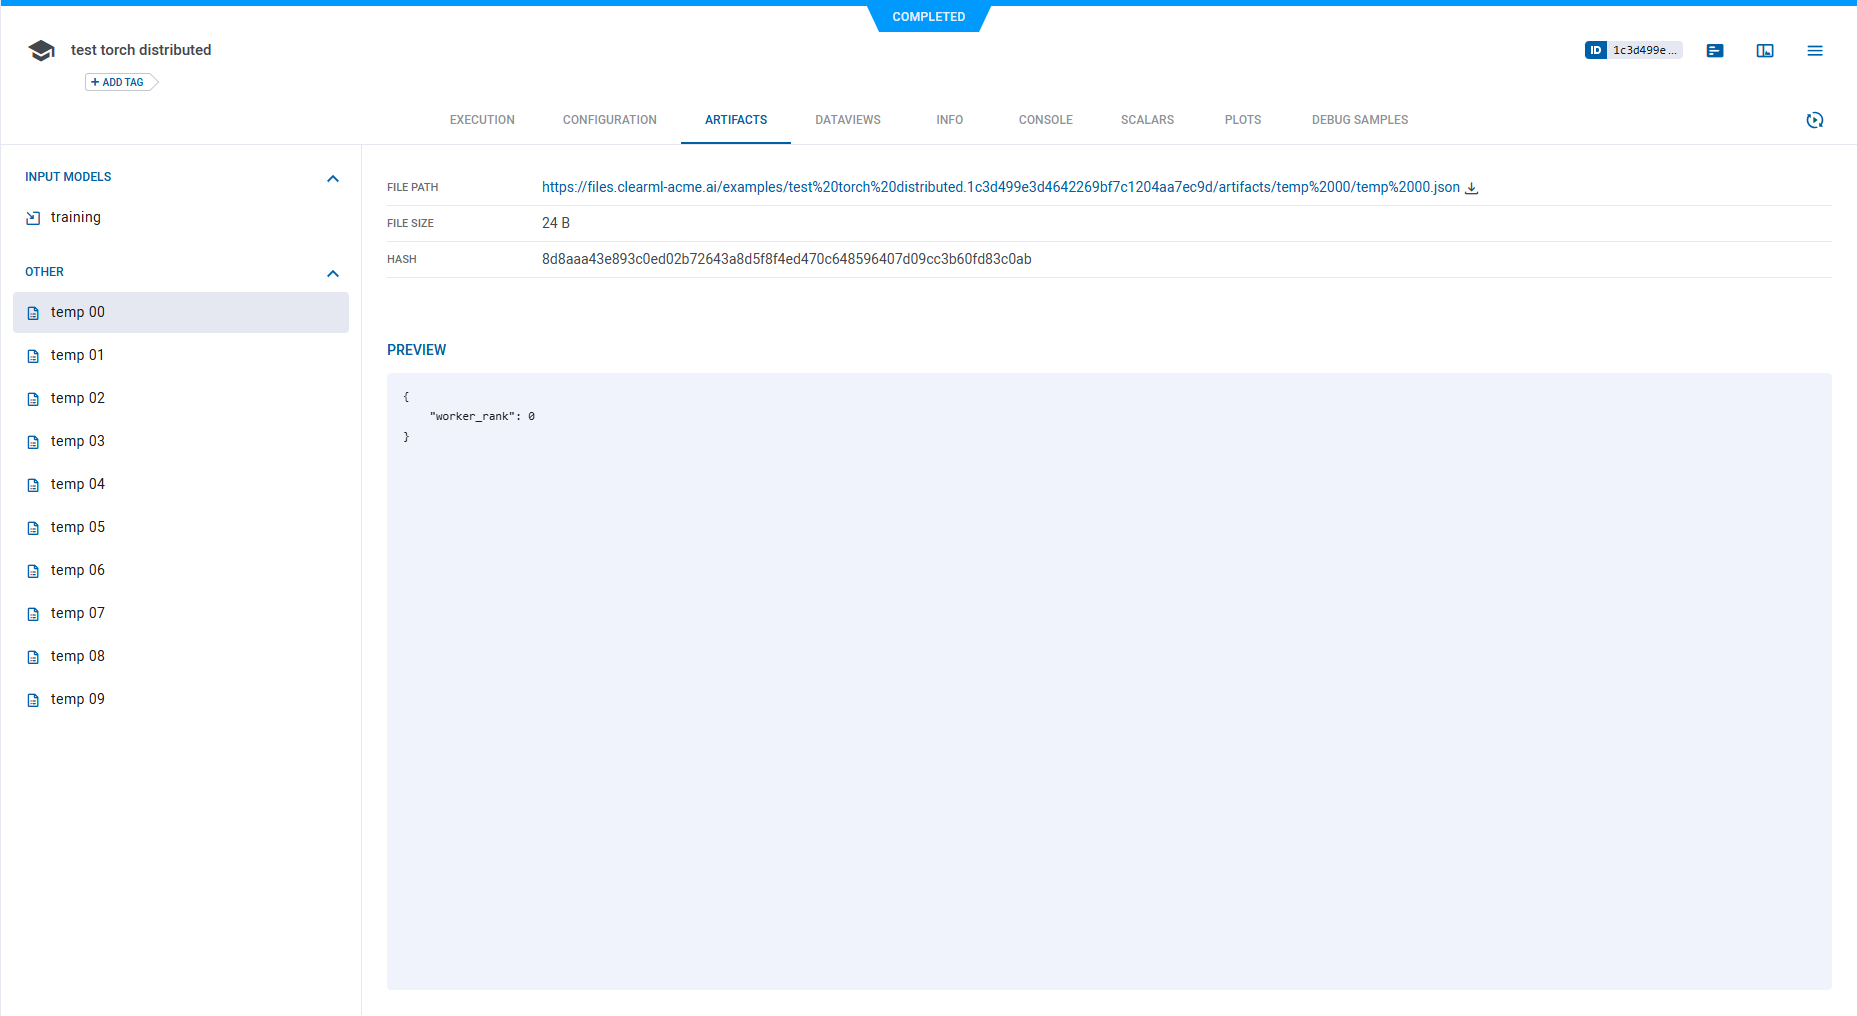 COMPLETED
test torch distributed
ID 1c3d499e...
+ ADD TAG
EXECUTION CONFIGURATION ARTIFACTS DATAVIEWS INFO CONSOLE SCALARS PLOTS DEBUG SAMPLES
INPUT MODELS
training
OTHER
temp 00
temp 01
temp 02
temp 03
temp 04
temp 05
temp 06
temp 07
temp 08
temp 09
FILE PATH https://files.clearml-acme.ai/examples/test%20torch%20distributed.1c3d499e3d4642269bf7c1204aa7ec9d/artifacts/temp%2000/temp%2000.json
FILE SIZE 24 B
HASH 8d8aaa43e893c0ed02b72643a8d5f8f4ed470c648596407d09cc3b60fd83c0ab
PREVIEW
{
    "worker_rank": 0
}